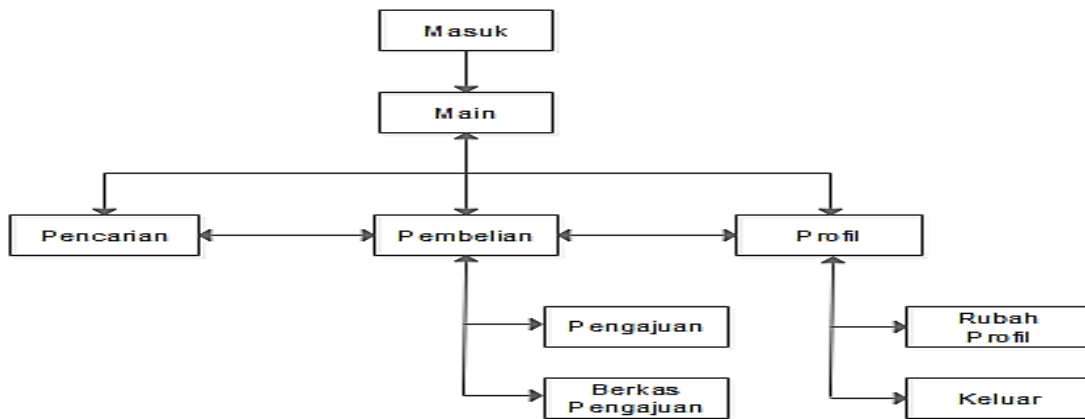 Masuk
Main
Pencarian
Pembelian
Profil
Pengajuan
Rubah
Profil
Berkas
Pengajuan
Keluar